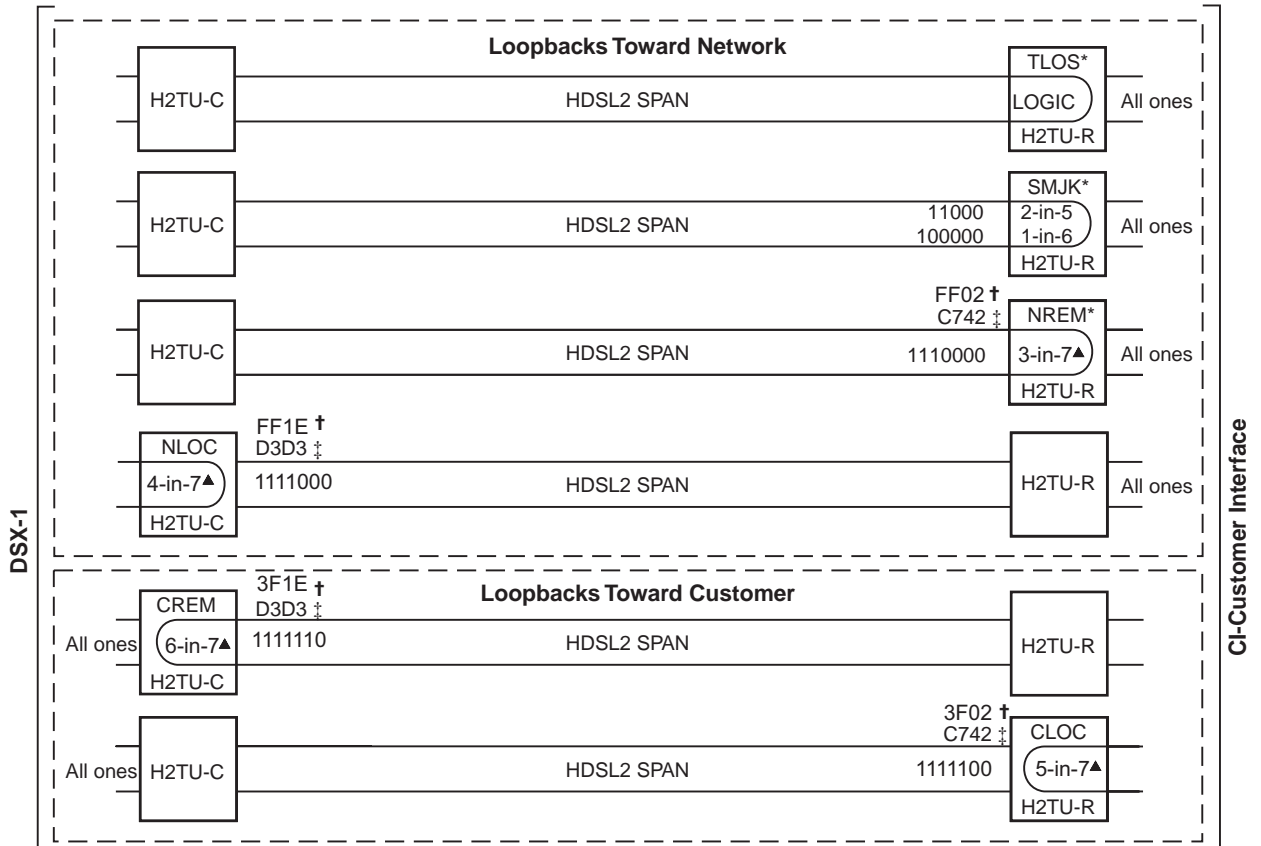 Loopbacks Toward Network
H2TU-C
HDSL2 SPAN
TLOS*
LOGIC
H2TU-R
All ones
H2TU-C
HDSL2 SPAN
11000
100000
SMJK*
2-in-5
1-in-6
H2TU-R
All ones
H2TU-C
HDSL2 SPAN
FF02 †
C742 ‡
1110000
NREM*
3-in-7▲
H2TU-R
All ones
NLOC
4-in-7▲
H2TU-C
FF1E †
D3D3 ‡
1111000
HDSL2 SPAN
H2TU-R
All ones
DSX-1
CI-Customer Interface
Loopbacks Toward Customer
All ones
CREM
6-in-7▲
H2TU-C
3F1E †
D3D3 ‡
1111110
HDSL2 SPAN
H2TU-R
All ones
H2TU-C
HDSL2 SPAN
3F02 †
C742 ‡
1111100
CLOC
5-in-7▲
H2TU-R